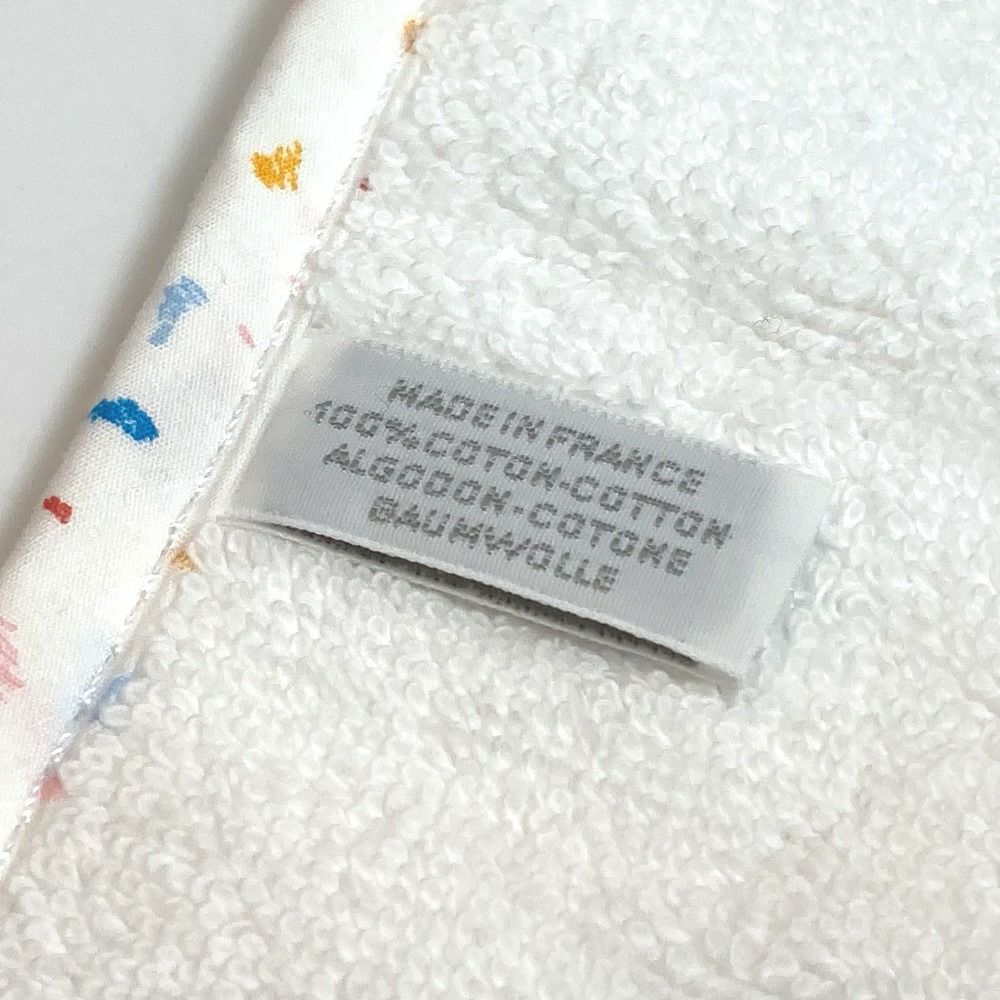 MADE IN FRANCE
100% COTON-COTTON
ALGODON-COTONE
BAUMWOLLE